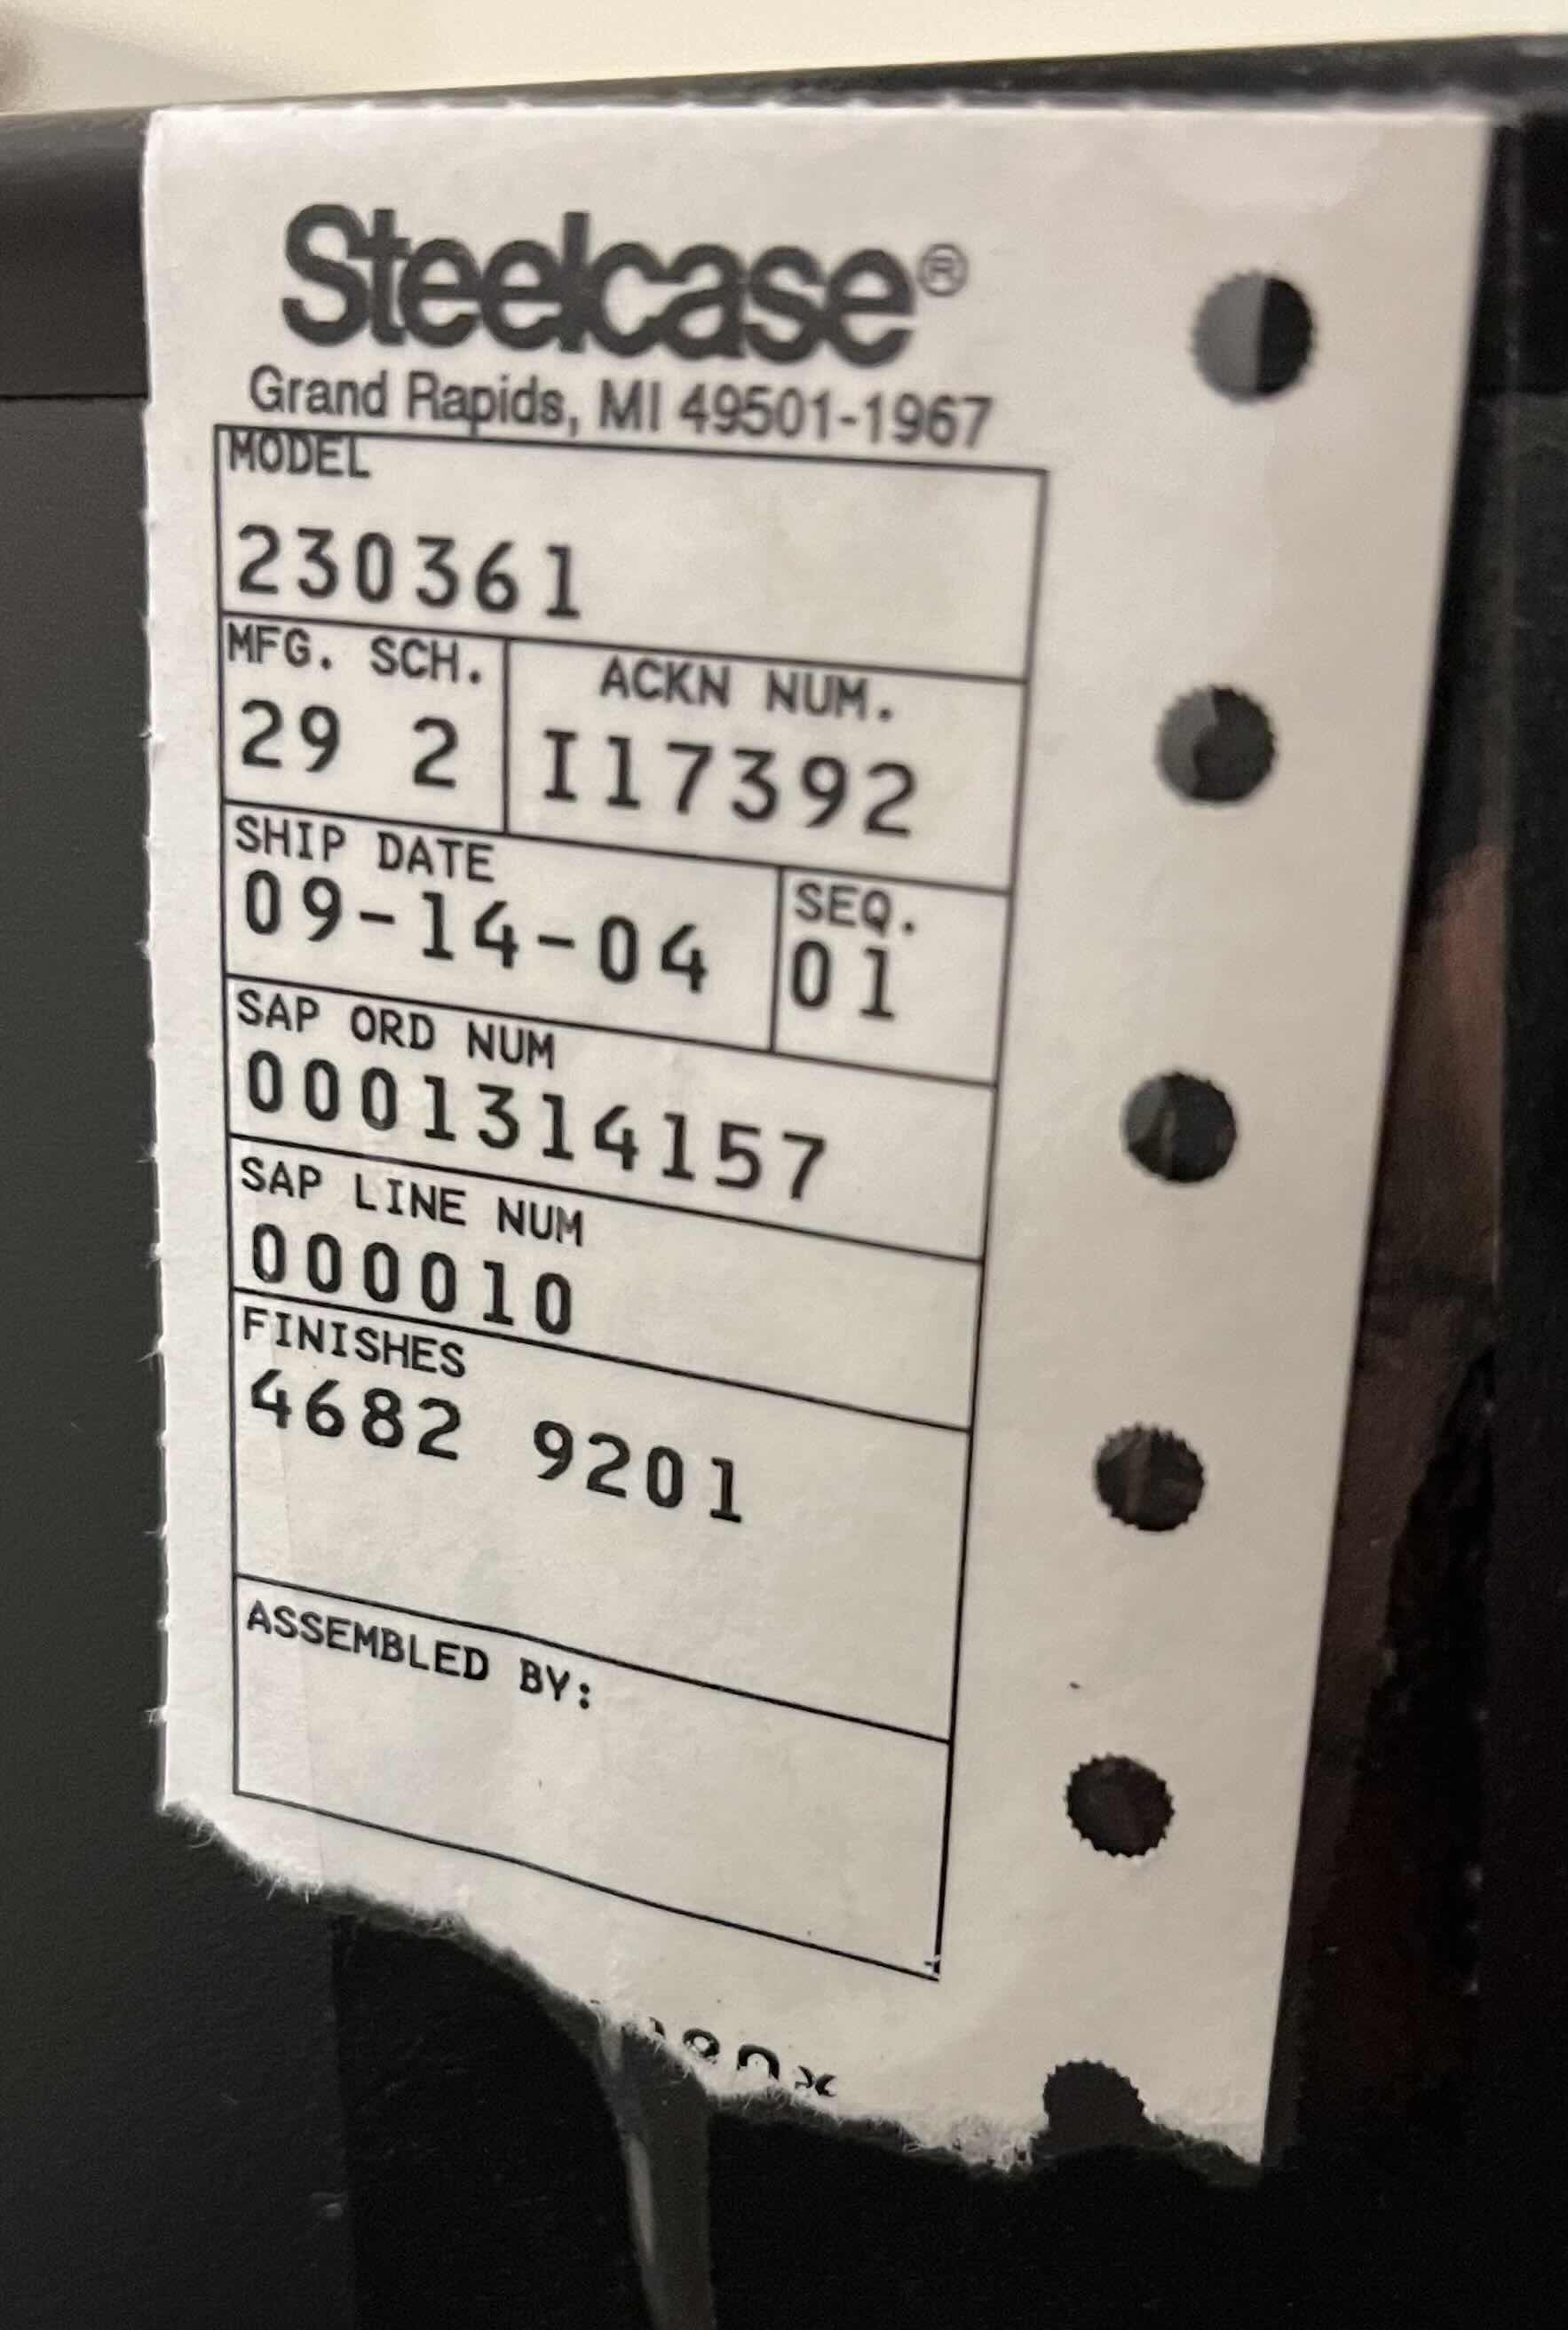 Steelcase®
Grand Rapids, MI 49501-1967
MODEL
230361
MFG. SCH. ACKN NUM.
29 2 I17392
SHIP DATE SEQ.
09-14-04 01
SAP ORD NUM
0001314157
SAP LINE NUM
000010
FINISHES
4682 9201
ASSEMBLED BY: